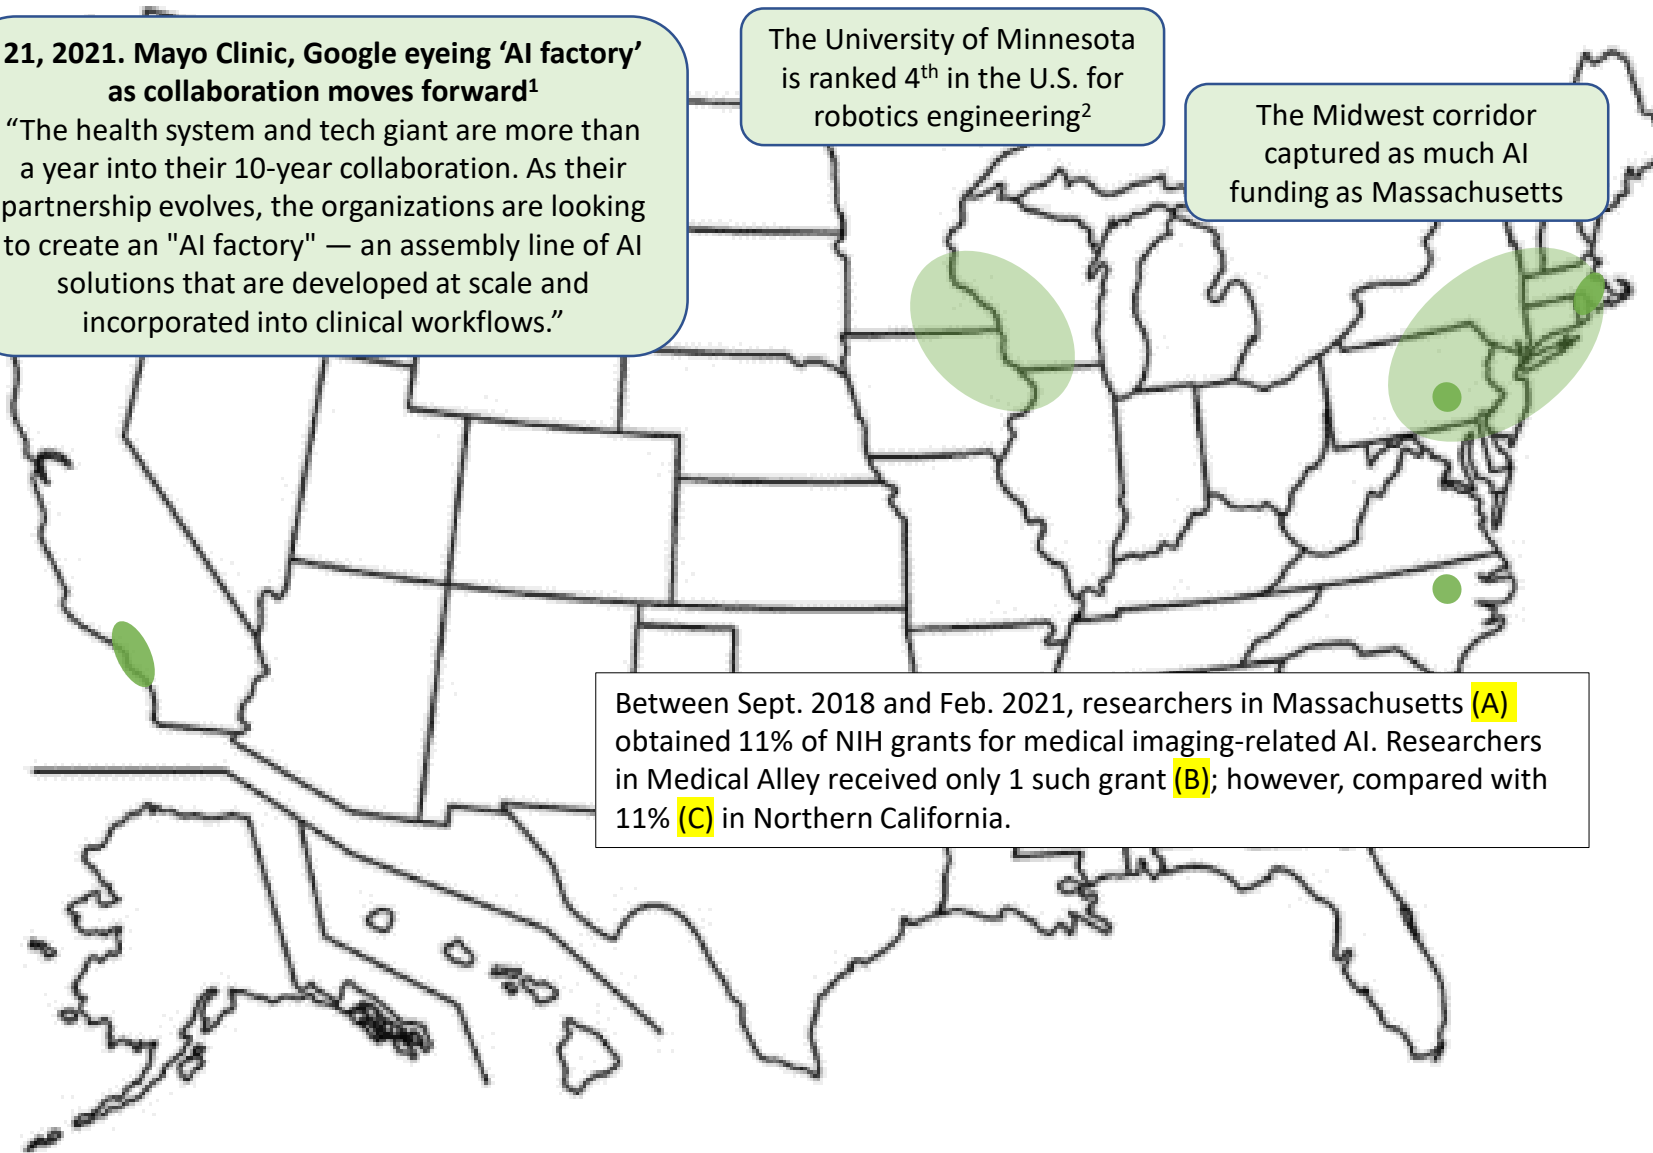 21, 2021. Mayo Clinic, Google eyeing ‘AI factory’
as collaboration moves forward¹
“The health system and tech giant are more than
a year into their 10-year collaboration. As their
partnership evolves, the organizations are looking
to create an "AI factory" — an assembly line of AI
solutions that are developed at scale and
incorporated into clinical workflows.”
The University of Minnesota
is ranked 4th in the U.S. for
robotics engineering²
The Midwest corridor
captured as much AI
funding as Massachusetts
Between Sept. 2018 and Feb. 2021, researchers in Massachusetts (A)
obtained 11% of NIH grants for medical imaging-related AI. Researchers
in Medical Alley received only 1 such grant (B); however, compared with
11% (C) in Northern California.